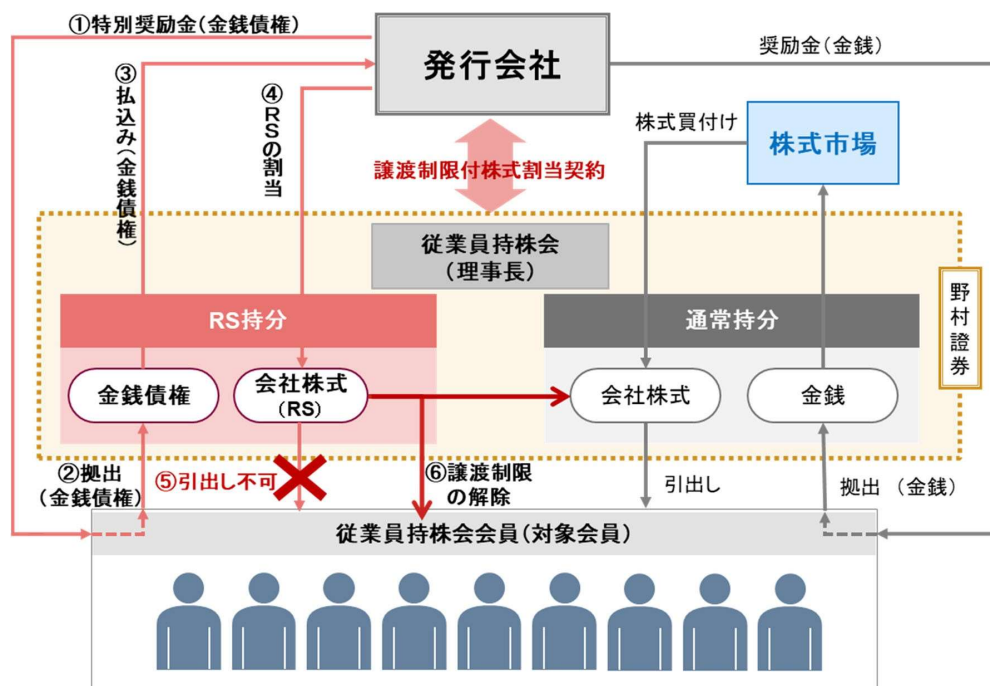 ①特別奨励金(金銭債権)
発行会社
奨励金(金銭)
③払込み(金銭債権)
④RSの割当
株式買付け
株式市場
譲渡制限付株式割当契約
従業員持株会
(理事長)
野村證券
RS持分
通常持分
金銭債権
会社株式
(RS)
会社株式
金銭
②拠出
(金銭債権)
⑤引出し不可
⑥譲渡制限
の解除
引出し
拠出 (金銭)
従業員持株会会員(対象会員)